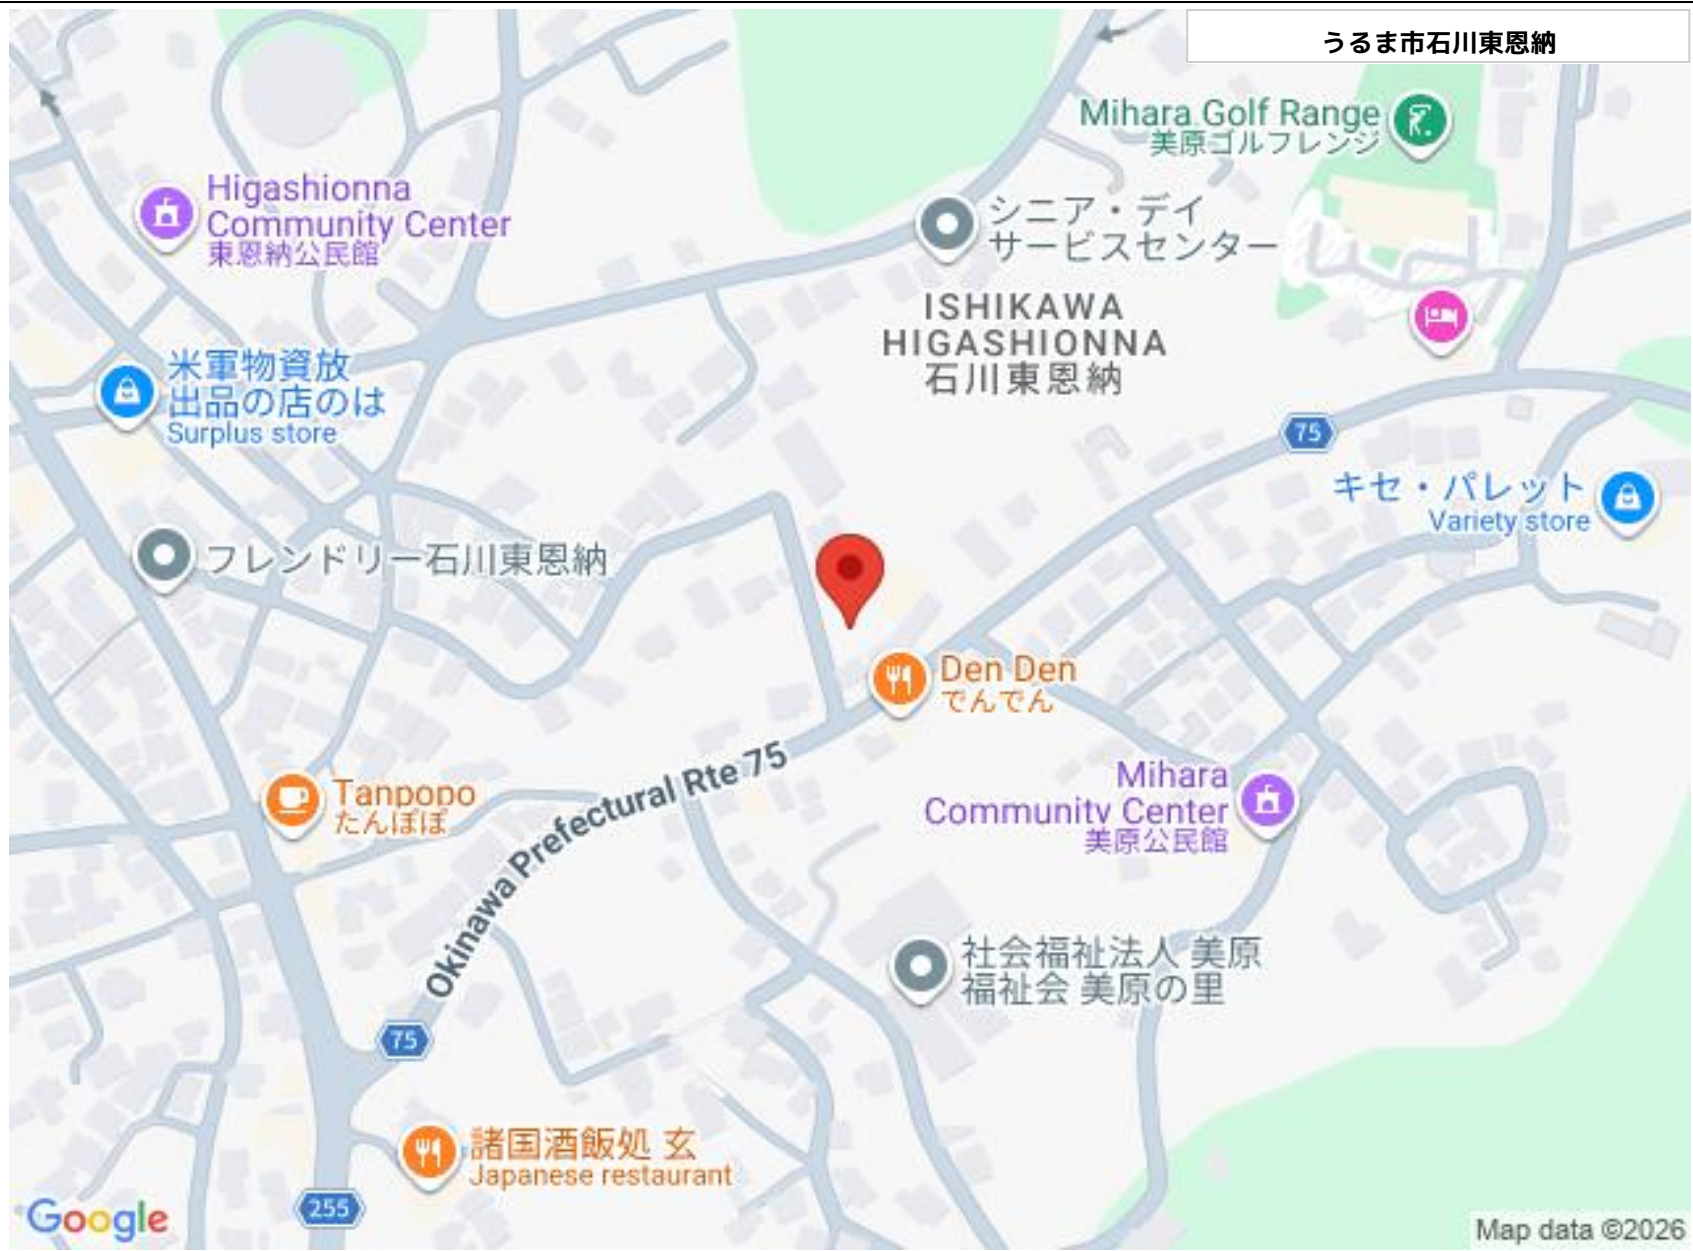 うるま市石川東恩納
Mihara Golf Range
美原ゴルフレンジ
Higashionna
Community Center
東恩納公民館
シニア・デイ
サービスセンター
ISHIKAWA
HIGASHIONNA
石川東恩納
米軍物資放
出品の店のは
Surplus store
75
キセ・パレット
Variety store
フレンドリー石川東恩納
Den Den
でんでん
Okinawa Prefectural Rte 75
Mihara
Community Center
美原公民館
Tanpopo
たんぽぽ
社会福祉法人 美原
福祉会 美原の里
75
諸国酒飯処 玄
Japanese restaurant
255
Google
Map data ©2026